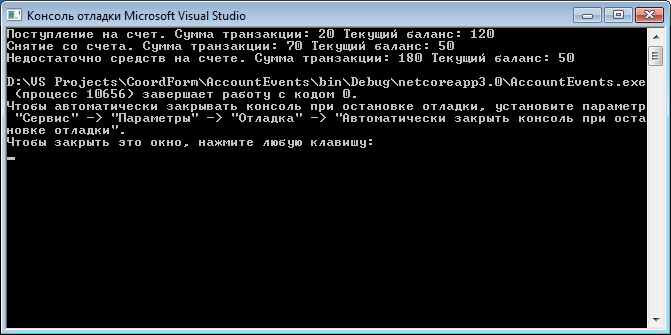 Консоль отладки Microsoft Visual Studio
Поступление на счет. Сумма транзакции: 20 Текущий баланс: 120
Снятие со счета. Сумма транзакции: 70 Текущий баланс: 50
Недостаточно средств на счете. Сумма транзакции: 180 Текущий баланс: 50
D:\VS Projects\CoordForm\AccountEvents\bin\Debug\netcoreapp3.0\AccountEvents.exe
(процесс 10656) завершает работу с кодом 0.
Чтобы автоматически закрывать консоль при остановке отладки, установите параметр
"Сервис" -> "Параметры" -> "Отладка" -> "Автоматически закрыть консоль при оста
новке отладки".
Чтобы закрыть это окно, нажмите любую клавишу: